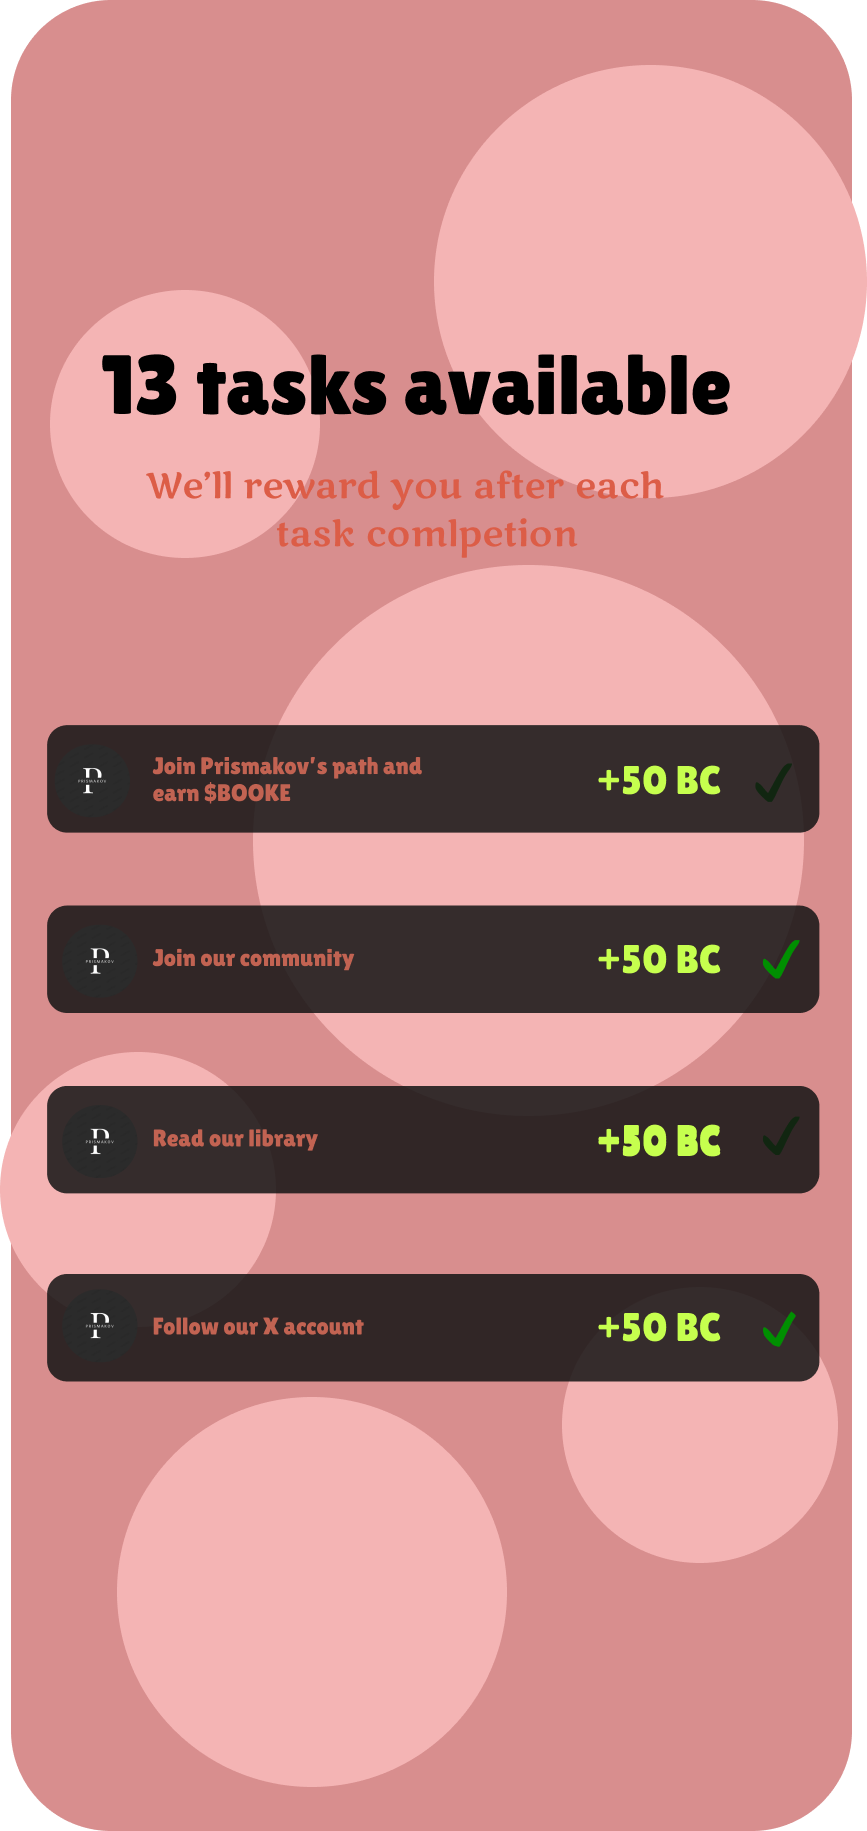 13 tasks available
We'll reward you after each
task comlpetion
P
PRISMAKOV
Join Prismakov's path and
earn $BOOKE
+50 BC
P
PRISMAKOV
Join our community
+50 BC
P
PRISMAKOV
Read our library
+50 BC
P
PRISMAKOV
Follow our X account
+50 BC